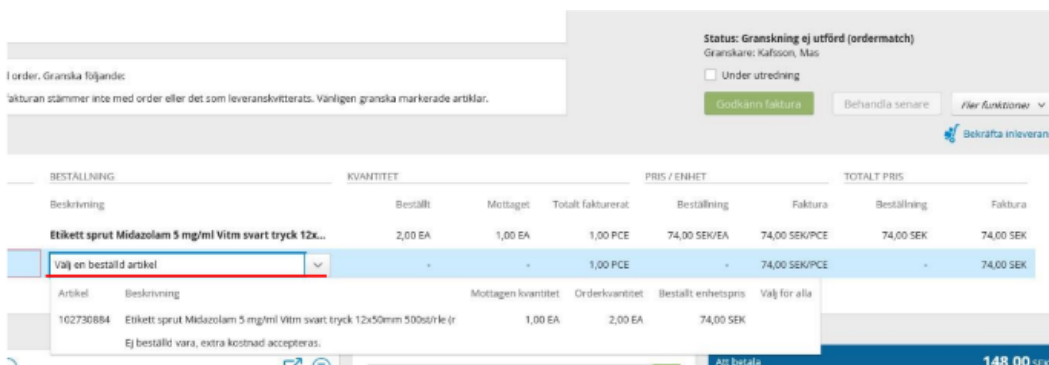 Status: Granskning ej utförd (ordermatch)
Granskare: Kafsson, Mas
Under utredning
l order. Granska följande:
fakturan stämmer inte med order eller det som leveranskvitterats. Vänligen granska markerade artiklar.
Godkänn faktura Behandla senare Fler funktioner
Bekräfta inleveran
BESTÄLLNING KVANTITET PRIS / ENHET TOTALT PRIS
Beskrivning Beställt Mottaget Totalt fakturerat Beställning Faktura Beställning Faktura
Etikett sprut Midazolam 5 mg/ml Vitm svart tryck 12x... 2,00 EA 1,00 EA 1,00 PCE 74,00 SEK/EA 74,00 SEK/PCE 74,00 SEK 74,00 SEK
Välj en beställd artikel - - 1,00 PCE - 74,00 SEK/PCE - 74,00 SEK
Artikel Beskrivning Mottagen kvantitet Orderkvantitet Beställt enhetspris Välj för alla
102730884 Etikett sprut Midazolam 5 mg/ml Vitm svart tryck 12x50mm 500st/rle (r 1,00 EA 2,00 EA 74,00 SEK
Ej beställd vara, extra kostnad accepteras.
Att betala 148,00 SEK